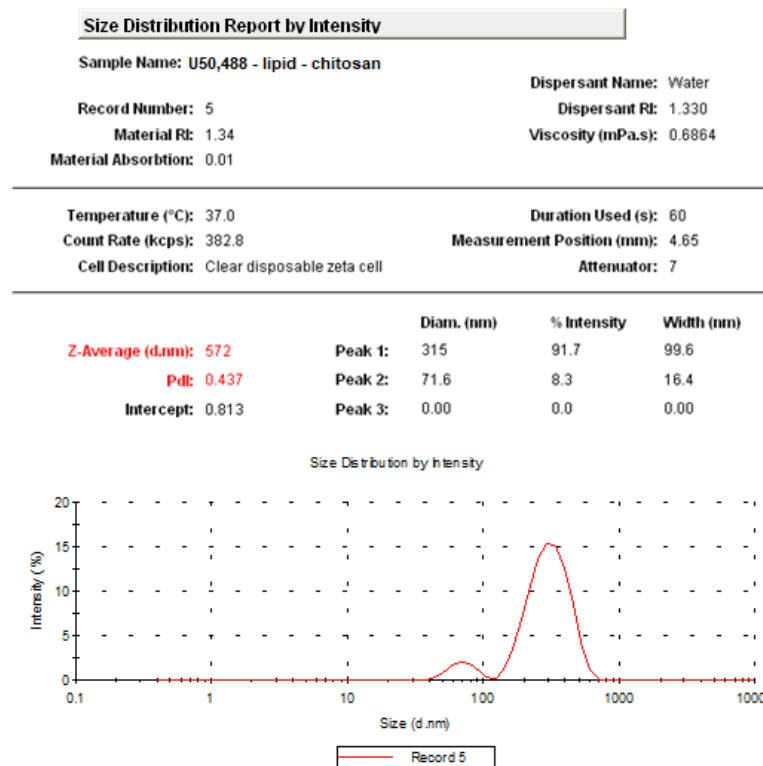 Size Distribution Report by Intensity
Sample Name: U50,488 - lipid - chitosan
Dispersant Name: Water
Record Number: 5 Dispersant RI: 1.330
Material RI: 1.34 Viscosity (mPa.s): 0.6864
Material Absorbtion: 0.01
Temperature (°C): 37.0 Duration Used (s): 60
Count Rate (kcps): 382.8 Measurement Position (mm): 4.65
Cell Description: Clear disposable zeta cell Attenuator: 7
Diam. (nm) % Intensity Width (nm)
Z-Average (d.nm): 572 Peak 1: 315 91.7 99.6
PdI: 0.437 Peak 2: 71.6 8.3 16.4
Intercept: 0.813 Peak 3: 0.00 0.0 0.00
Size Distribution by Intensity
20
15
10
5
0
Intensity (%)
0.1 1 10 100 1000 1000
Size (d.nm)
Record 5